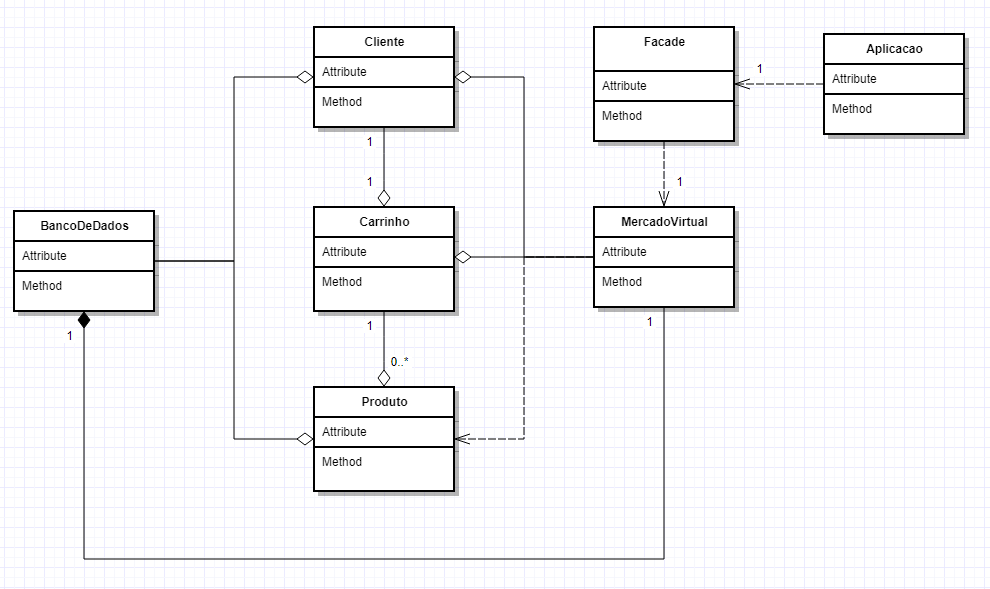 Cliente
Attribute
Method
Facade
Attribute
Method
Aplicacao
Attribute
Method
1
1
1
1
BancoDeDados
Attribute
Method
Carrinho
Attribute
Method
MercadoVirtual
Attribute
Method
1
1
1
0..*
Produto
Attribute
Method